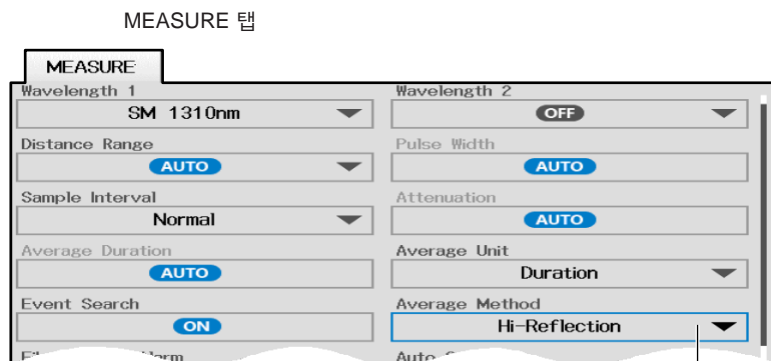 MEASURE 탭
MEASURE
Wavelength 1 Wavelength 2
SM 1310nm OFF
Distance Range Pulse Width
AUTO AUTO
Sample Interval Attenuation
Normal AUTO
Average Duration Average Unit
AUTO Duration
Event Search Average Method
ON Hi-Reflection
Auto